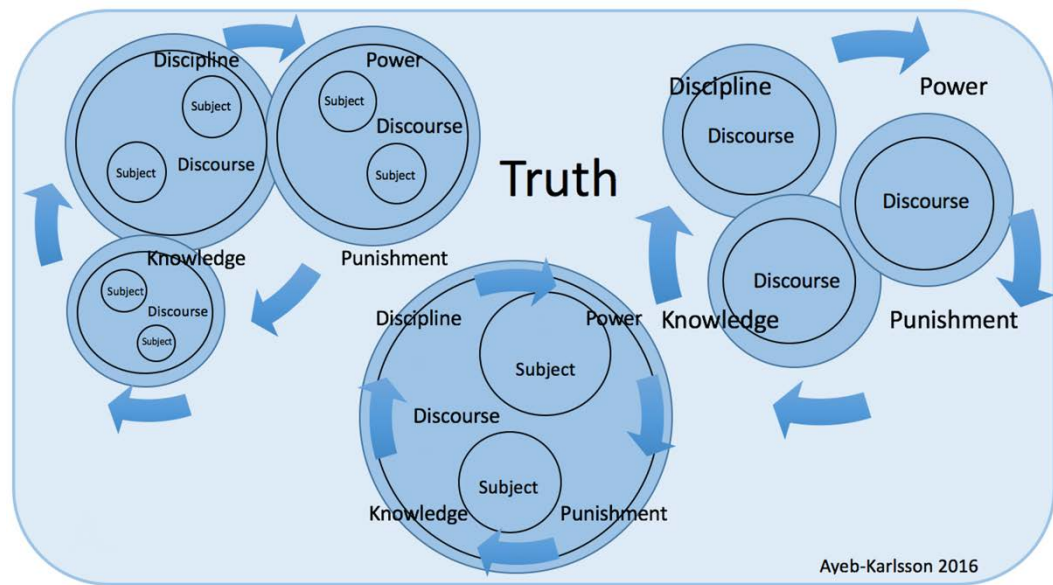 Discipline
Subject
Subject
Discourse
Power
Subject
Discourse
Subject
Knowledge
Subject
Discourse
Subject
Punishment
Truth
Discipline
Power
Subject
Discourse
Subject
Knowledge
Punishment
Discipline
Discourse
Power
Discourse
Discourse
Knowledge
Punishment
Ayeb-Karlsson 2016